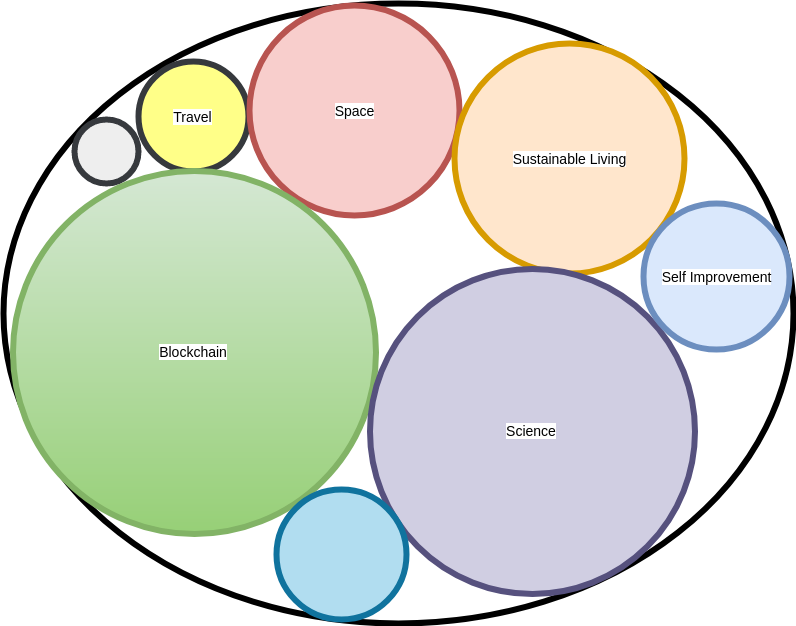 Space
Travel
Sustainable Living
Self Improvement
Blockchain
Science